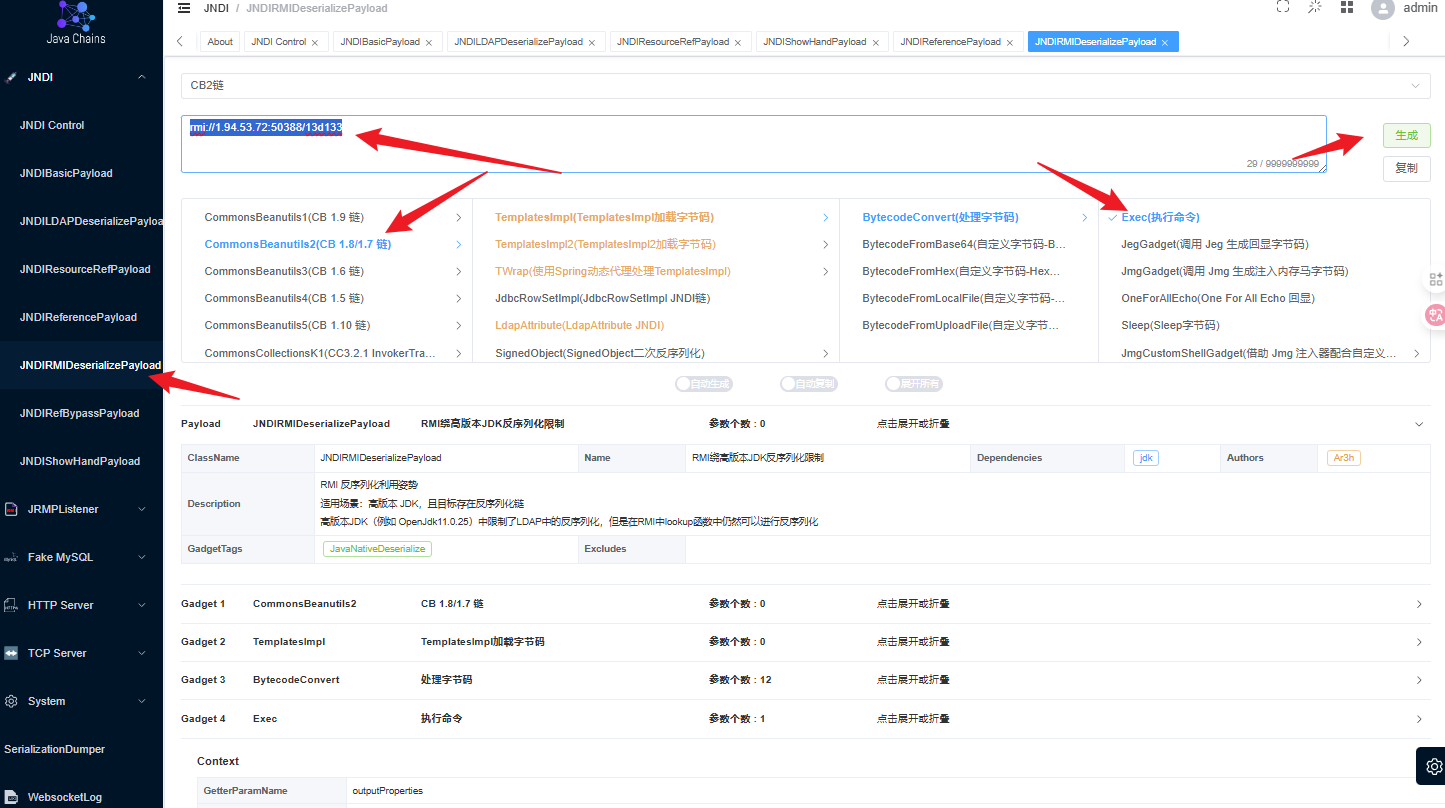 Java Chains
JNDI
JNDI Control
JNDIBasicPayload
JNDILDAPDeserializePayloa
JNDIResourceRefPayload
JNDIReferencePayload
JNDIRMIDeserializePayload
JNDIRefBypassPayload
JNDIShowHandPayload
JRMPListener
Fake MySQL
HTTP Server
TCP Server
System
SerializationDumper
WebsocketLog
JNDI / JNDIRMIDeserializePayload
admin
About JNDI Control JNDIBasicPayload JNDILDAPDeserializePayload JNDIResourceRefPayload JNDIShowHandPayload JNDIReferencePayload JNDIRMIDeserializePayload
CB2链
rmi://1.94.53.72:50388/13d133
29 / 9999999999
生成
复制
CommonsBeanutils1(CB 1.9 链)
CommonsBeanutils2(CB 1.8/1.7 链)
CommonsBeanutils3(CB 1.6 链)
CommonsBeanutils4(CB 1.5 链)
CommonsBeanutils5(CB 1.10 链)
CommonsCollectionsK1(CC3.2.1 InvokerTra...
TemplatesImpl(TemplatesImpl加载字节码)
TemplatesImpl2(TemplatesImpl2加载字节码)
TWrap(使用Spring动态代理处理TemplatesImpl)
JdbcRowSetImpl(JdbcRowSetImpl JNDI链)
LdapAttribute(LdapAttribute JNDI)
SignedObject(SignedObject二次反序列化)
BytecodeConvert(处理字节码)
BytecodeFromBase64(自定义字节码-B...
BytecodeFromHex(自定义字节码-Hex...
BytecodeFromLocalFile(自定义字节码-...
BytecodeFromUploadFile(自定义字节...
Exec(执行命令)
JegGadget(调用 Jeg 生成回显字节码)
JmgGadget(调用 Jmg 生成注入内存马字节码)
OneForAllEcho(One For All Echo 回显)
Sleep(Sleep字节码)
JmgCustomShellGadget(借助 Jmg 注入器配合自定义...
自动生成 自动复制 展开所有
Payload JNDIRMIDeserializePayload RMI绕高版本JDK反序列化限制 参数个数 : 0 点击展开或折叠
ClassName JNDIRMIDeserializePayload Name RMI绕高版本JDK反序列化限制 Dependencies jdk Authors Ar3h
Description
RMI 反序列化利用姿势
适用场景：高版本 JDK，且目标存在反序列化链
高版本JDK（例如 OpenJdk11.0.25）中限制了LDAP中的反序列化，但是在RMI中lookup函数中仍然可以进行反序列化
GadgetTags JavaNativeDeserialize Excludes
Gadget 1 CommonsBeanutils2 CB 1.8/1.7 链 参数个数 : 0 点击展开或折叠
Gadget 2 TemplatesImpl TemplatesImpl加载字节码 参数个数 : 0 点击展开或折叠
Gadget 3 BytecodeConvert 处理字节码 参数个数 : 12 点击展开或折叠
Gadget 4 Exec 执行命令 参数个数 : 1 点击展开或折叠
Context
GetterParamName outputProperties